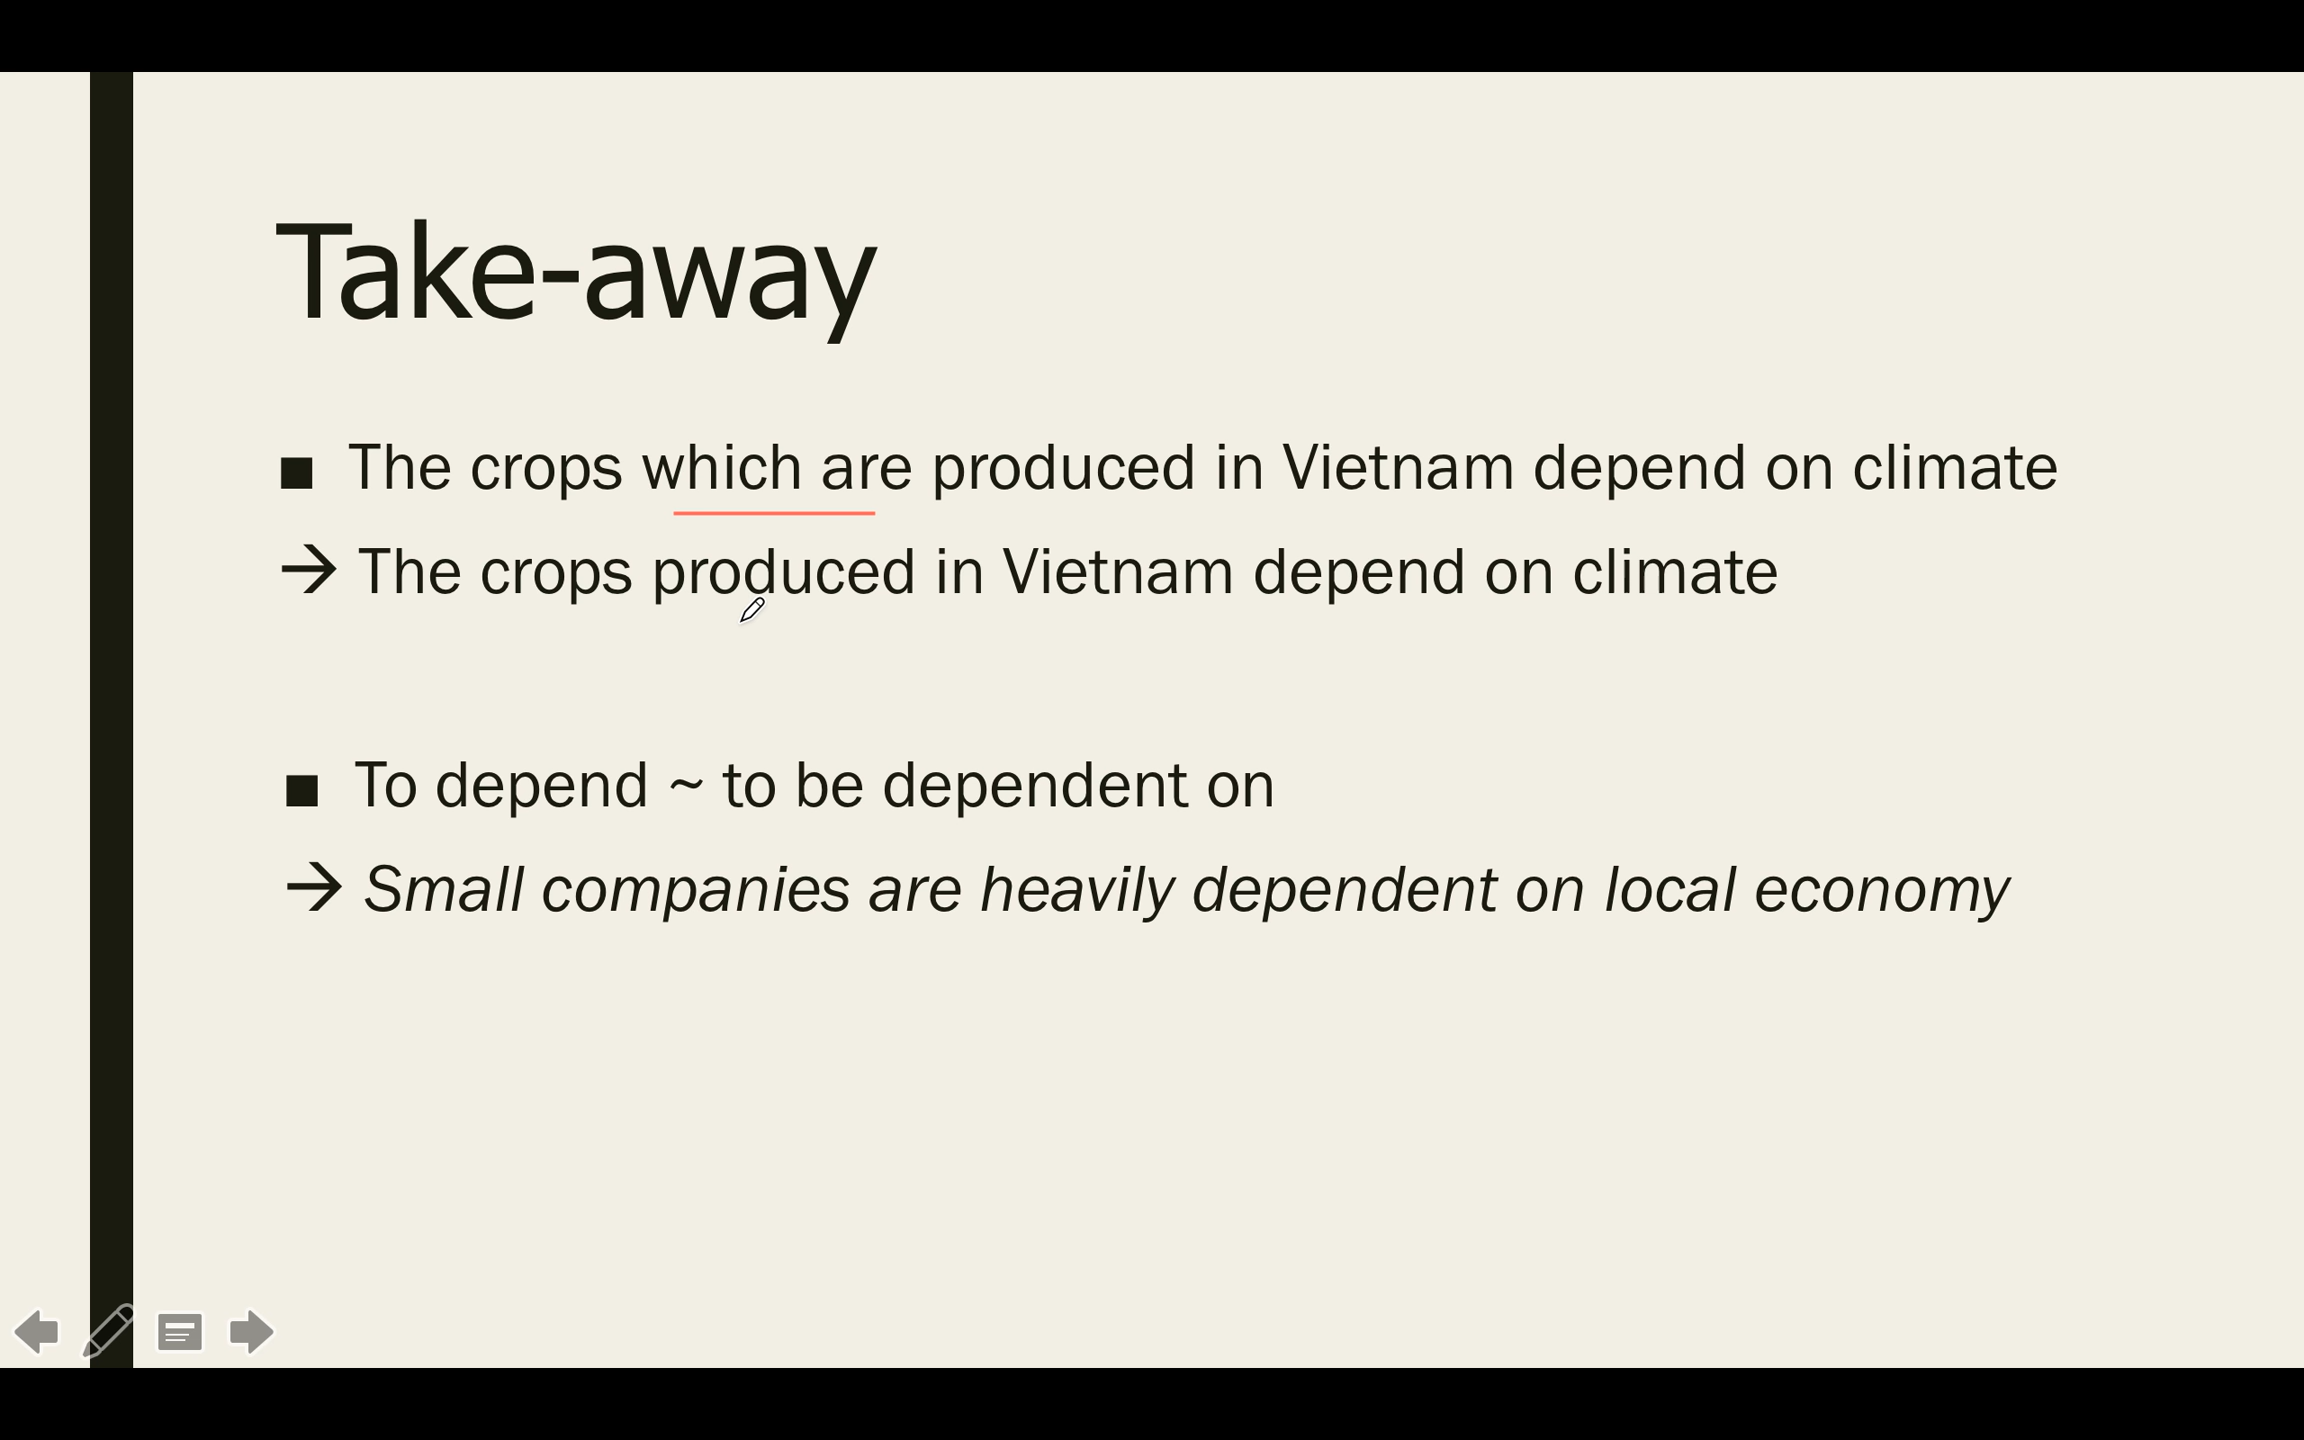 Take-away
▪ The crops which are produced in Vietnam depend on climate
→ The crops produced in Vietnam depend on climate
▪ To depend ~ to be dependent on
→ Small companies are heavily dependent on local economy